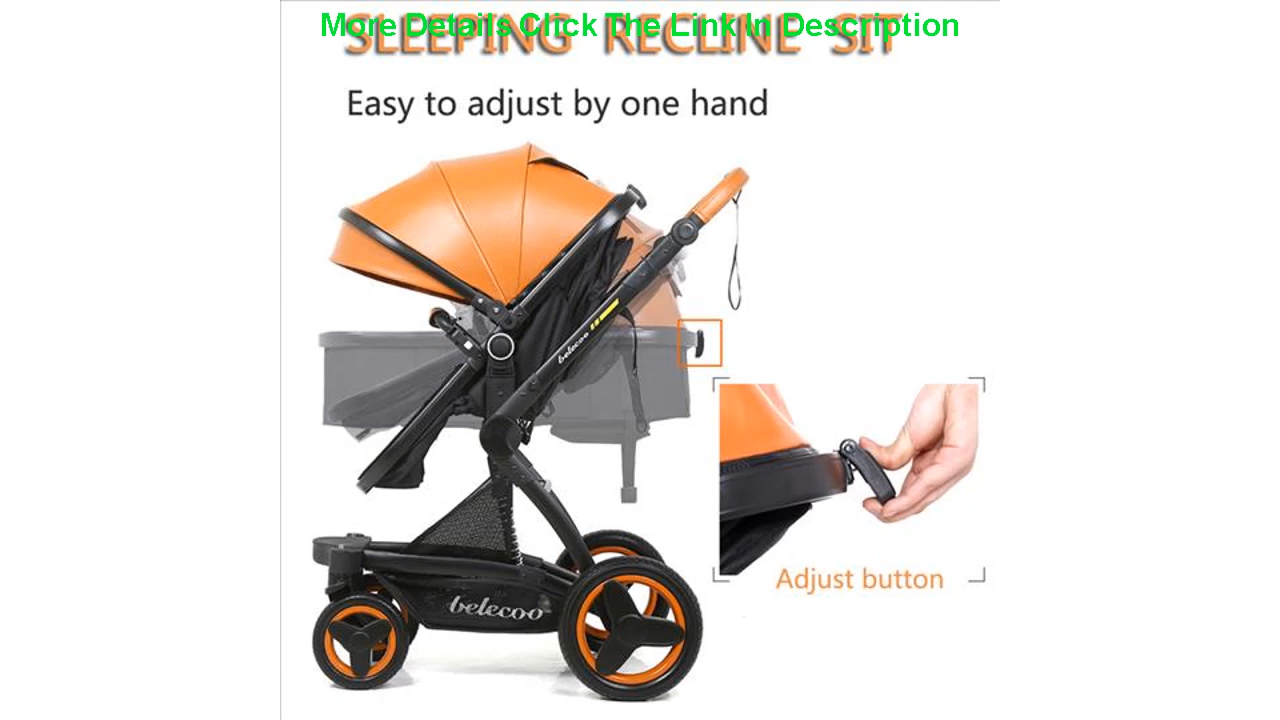 More Details Click The Link In Description
SLEEPING RECLINE SIT
Easy to adjust by one hand
belecoo
Adjust button
belecoo